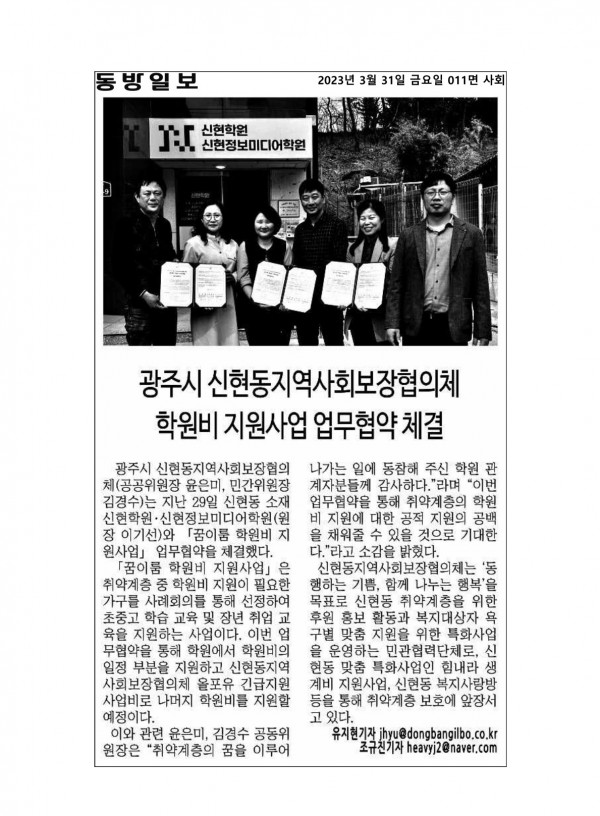 동방일보
2023년 3월 31일 금요일 011면 사회
신현학원
신현정보미디어학원
광주시 신현동지역사회보장협의체
학원비 지원사업 업무협약 체결
광주시 신현동지역사회보장협의
체(공공위원장 윤은미, 민간위원장
김경수)는 지난 29일 신현동 소재
신현학원·신현정보미디어학원(원
장 이기선)와 「꿈이룸 학원비 지
원사업」 업무협약을 체결했다.
「꿈이룸 학원비 지원사업」은
취약계층 중 학원비 지원이 필요한
가구를 사례회의를 통해 선정하여
초중고 학습 교육 및 장년 취업 교
육을 지원하는 사업이다. 이번 업
무협약을 통해 학원에서 학원비의
일정 부분을 지원하고 신현동지역
사회보장협의체 올포유 긴급지원
사업비로 나머지 학원비를 지원할
예정이다.
이와 관련 윤은미, 김경수 공동위
원장은 “취약계층의 꿈을 이루어
나가는 일에 동참해 주신 학원 관
계자분들께 감사하다.”라며 “이번
업무협약을 통해 취약계층의 학원
비 지원에 대한 공적 지원의 공백
을 채워줄 수 있을 것으로 기대한
다.”라고 소감을 밝혔다.
신현동지역사회보장협의체는 ‘동
행하는 기쁨, 함께 나누는 행복’을
목표로 신현동 취약계층을 위한
후원 홍보 활동과 복지대상자 욕
구별 맞춤 지원을 위한 특화사업
을 운영하는 민관협력단체로, 신
현동 맞춤 특화사업인 힘내라 생
계비 지원사업, 신현동 복지사랑방
등을 통해 취약계층 보호에 앞장서
고 있다.
유지현기자 jhyu@dongbangilbo.co.kr
조규진기자 heavyj2@naver.com